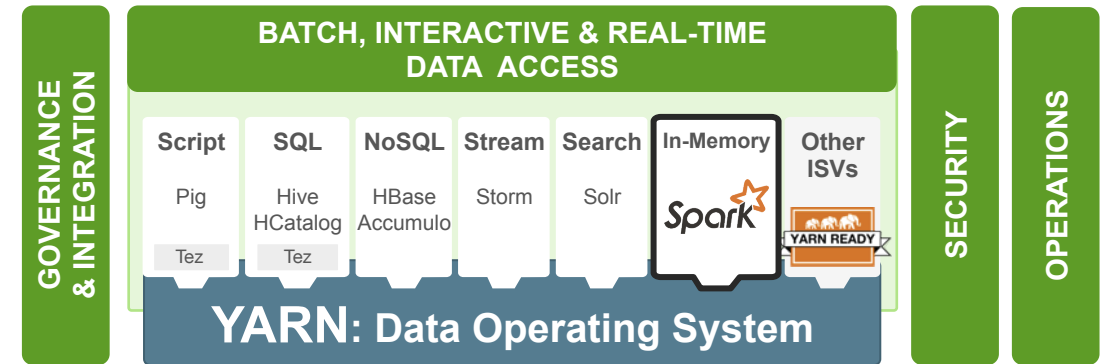 GOVERNANCE
& INTEGRATION
BATCH, INTERACTIVE & REAL-TIME
DATA ACCESS
Script
Pig
Tez
SQL
Hive
HCatalog
Tez
NoSQL
HBase
Accumulo
Stream
Storm
Search
Solr
In-Memory
Spark
Other
ISVs
YARN READY
YARN: Data Operating System
SECURITY
OPERATIONS